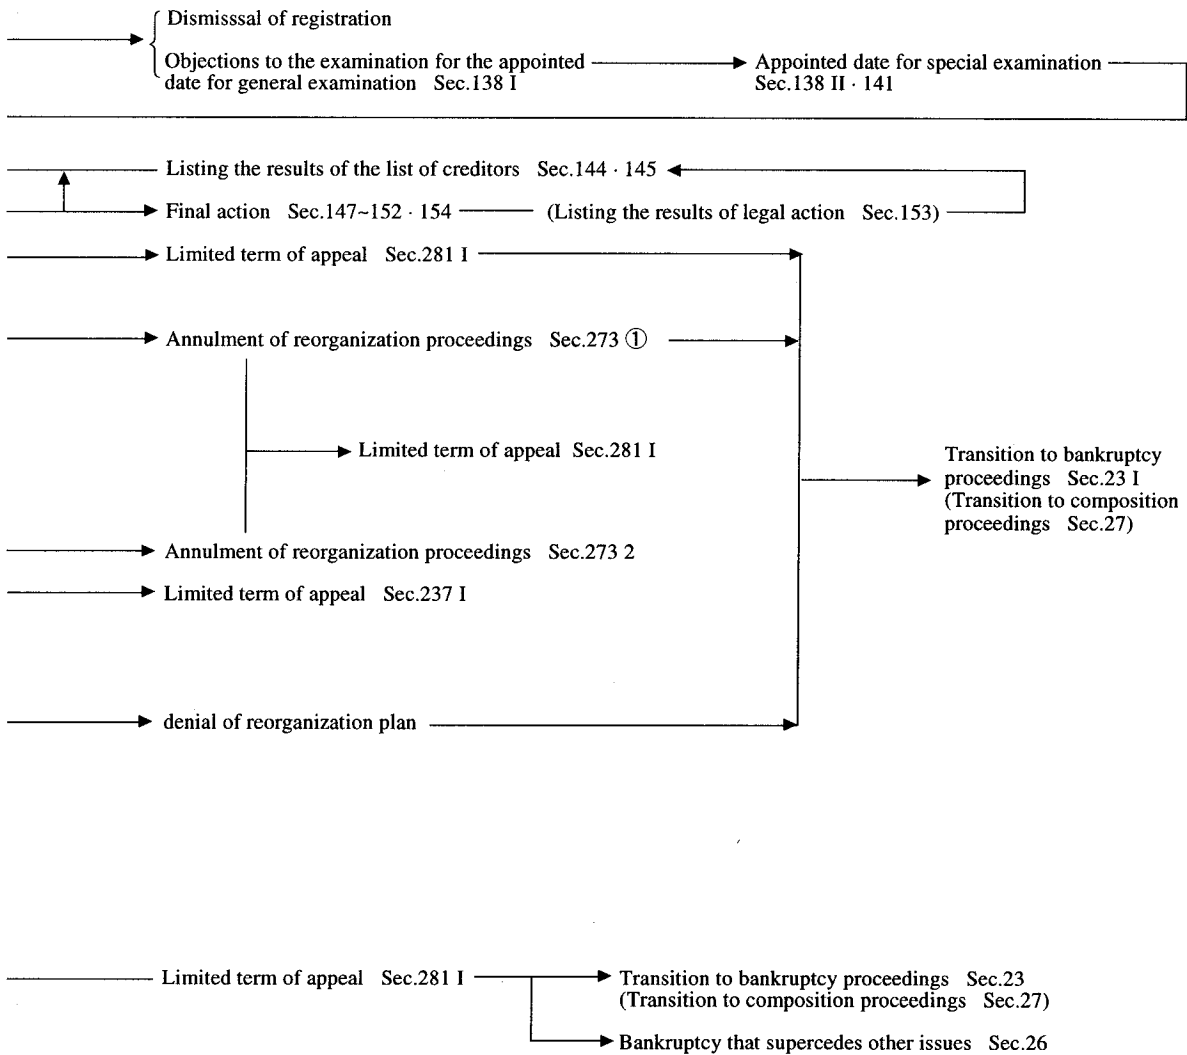 Dismisssal of registration
Objections to the examination for the appointed
date for general examination Sec.138 I
Appointed date for special examination
Sec.138 II · 141
Listing the results of the list of creditors Sec.144 · 145
Final action Sec.147~152 · 154
(Listing the results of legal action Sec.153)
Limited term of appeal Sec.281 I
Annulment of reorganization proceedings Sec.273 ①
Limited term of appeal Sec.281 I
Transition to bankruptcy
proceedings Sec.23 I
(Transition to composition
proceedings Sec.27)
Annulment of reorganization proceedings Sec.273 2
Limited term of appeal Sec.237 I
denial of reorganization plan
Limited term of appeal Sec.281 I
Transition to bankruptcy proceedings Sec.23
(Transition to composition proceedings Sec.27)
Bankruptcy that supercedes other issues Sec.26